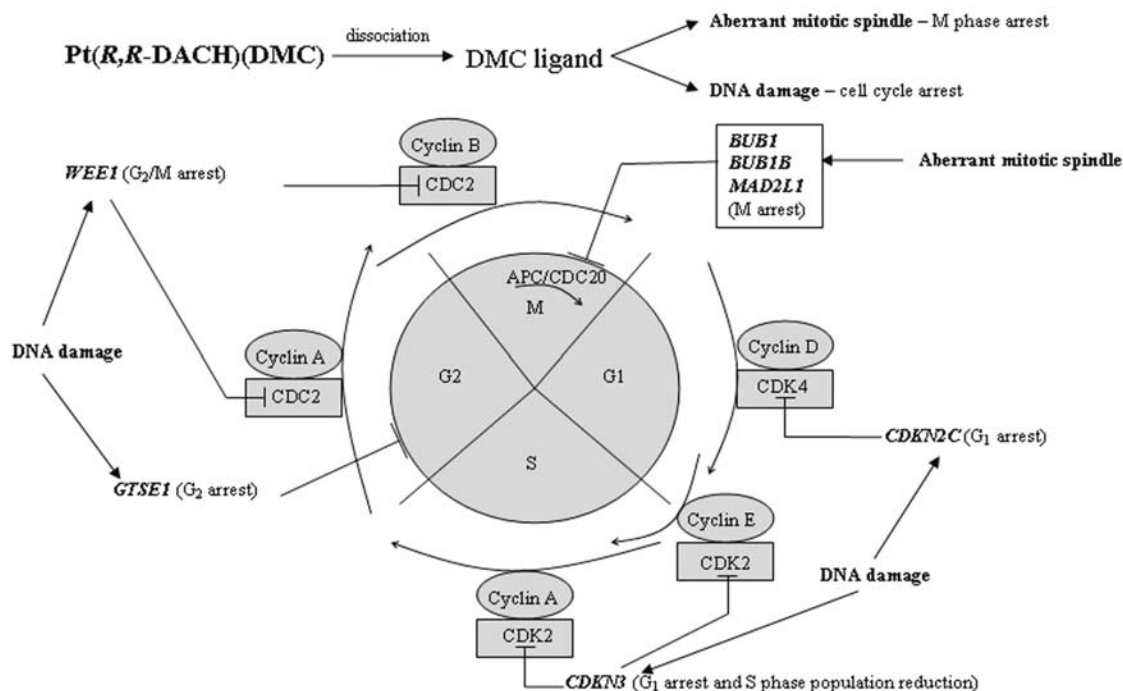 dissociation
Pt(R,R-DACH)(DMC)
DMC ligand
Aberrant mitotic spindle – M phase arrest
DNA damage – cell cycle arrest
Cyclin B
CDC2
WEE1 (G2/M arrest)
BUB1
BUB1B
MAD2L1
(M arrest)
Aberrant mitotic spindle
APC/CDC20
M
G2
G1
S
DNA damage
Cyclin A
CDC2
Cyclin D
CDK4
CDKN2C (G1 arrest)
GTSE1 (G2 arrest)
Cyclin E
CDK2
DNA damage
Cyclin A
CDK2
CDKN3 (G1 arrest and S phase population reduction)